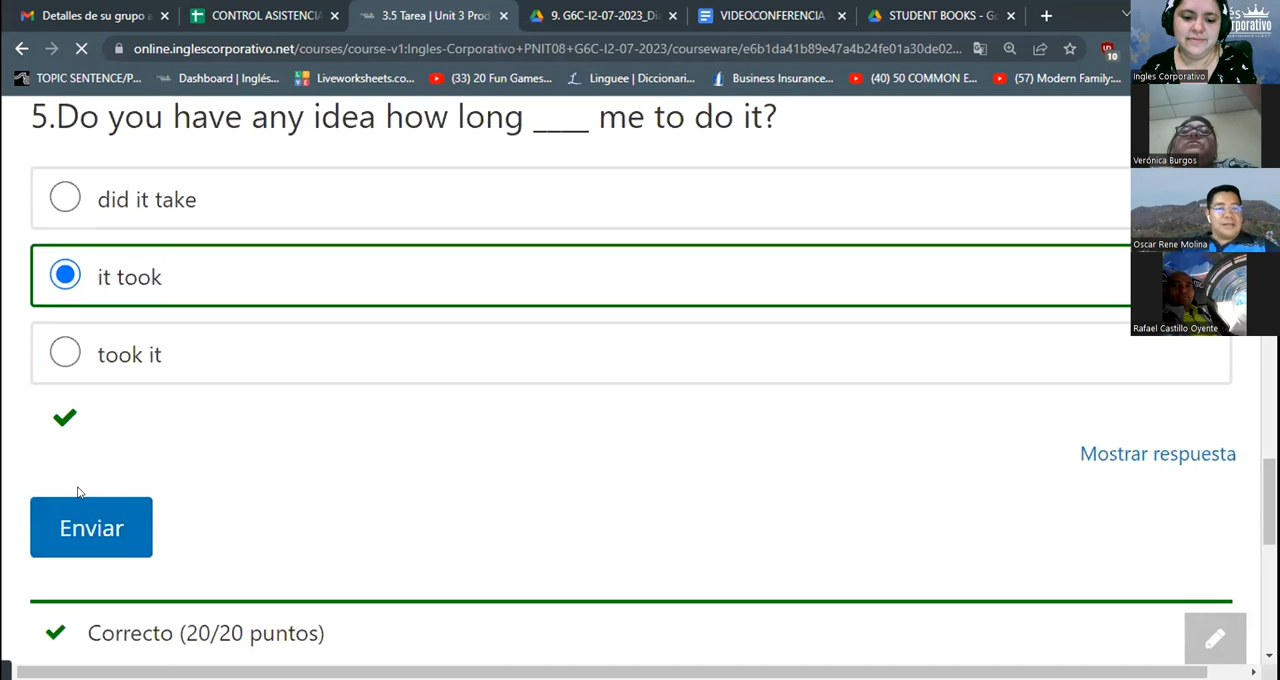 Detalles de su grupo a
CONTROL ASISTENCIA
3.5 Tarea | Unit 3 Prod
9. G6C-I2-07-2023_Di
VIDEOCONFERENCIA
STUDENT BOOKS - Go
online.inglescorporativo.net/courses/course-v1:Ingles-Corporativo+PNIT08+G6C-I2-07-2023/courseware/e6b1da41b89e47a4b24fe01a30de02...
10
TOPIC SENTENCE/P...
Dashboard | Inglés...
Liveworksheets.co...
(33) 20 Fun Games...
Linguee | Diccionari...
Business Insurance...
(40) 50 COMMON E...
(57) Modern Family:...
Ingles Corporativo
Verónica Burgos
Oscar Rene Molina
Rafael Castillo Oyente
5.Do you have any idea how long ____ me to do it?
did it take
it took
took it
Mostrar respuesta
Enviar
Correcto (20/20 puntos)